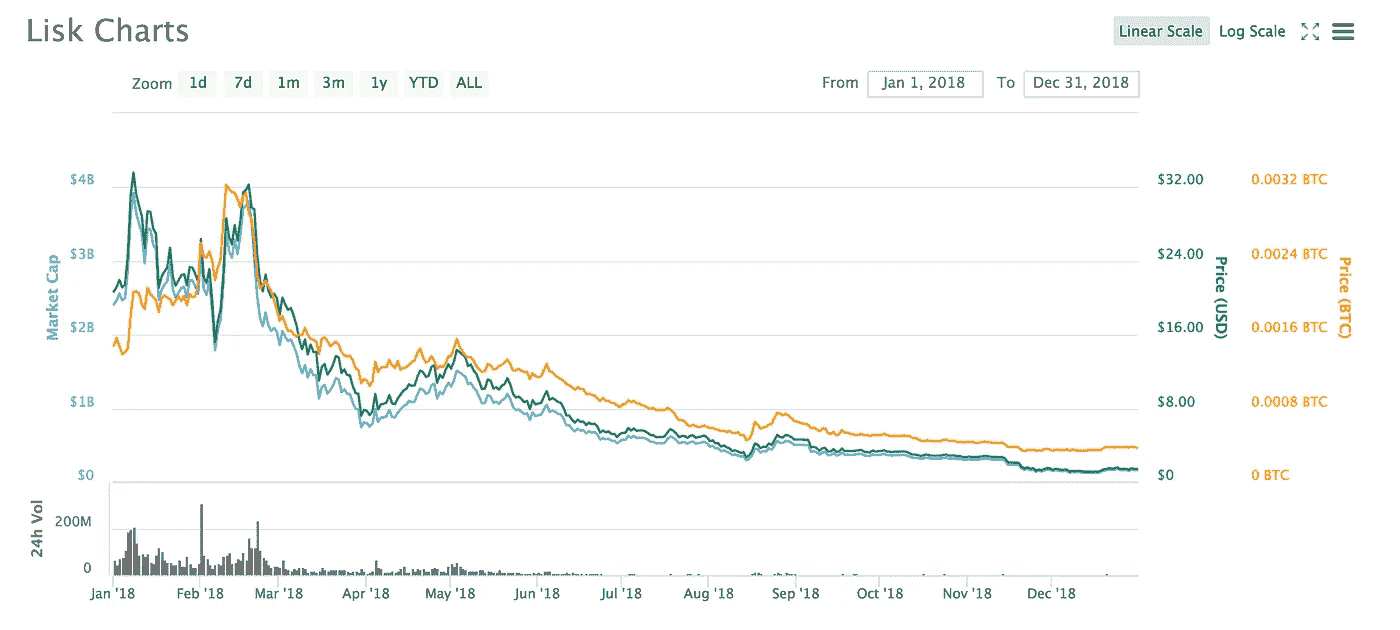 Lisk Charts
Linear Scale Log Scale
Zoom 1d 7d 1m 3m 1y YTD ALL
From Jan 1, 2018 To Dec 31, 2018
$4B $32.00 0.0032 BTC
$3B $24.00 0.0024 BTC
Market Cap
Price (USD)
Price (BTC)
$2B $16.00 0.0016 BTC
$1B $8.00 0.0008 BTC
$0 $0 0 BTC
24h Vol
200M
0
Jan '18 Feb '18 Mar '18 Apr '18 May '18 Jun '18 Jul '18 Aug '18 Sep '18 Oct '18 Nov '18 Dec '18